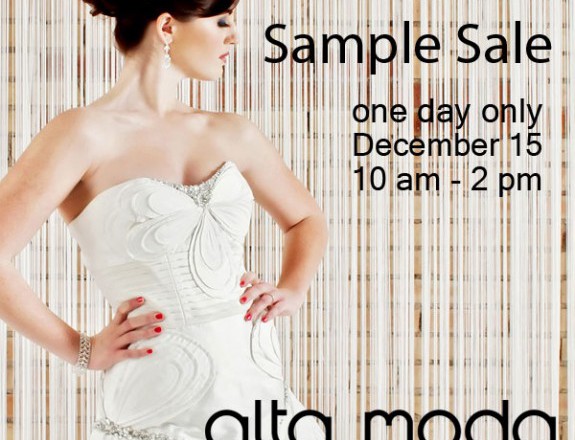 Sample Sale
one day only
December 15
10 am - 2 pm
alta moda